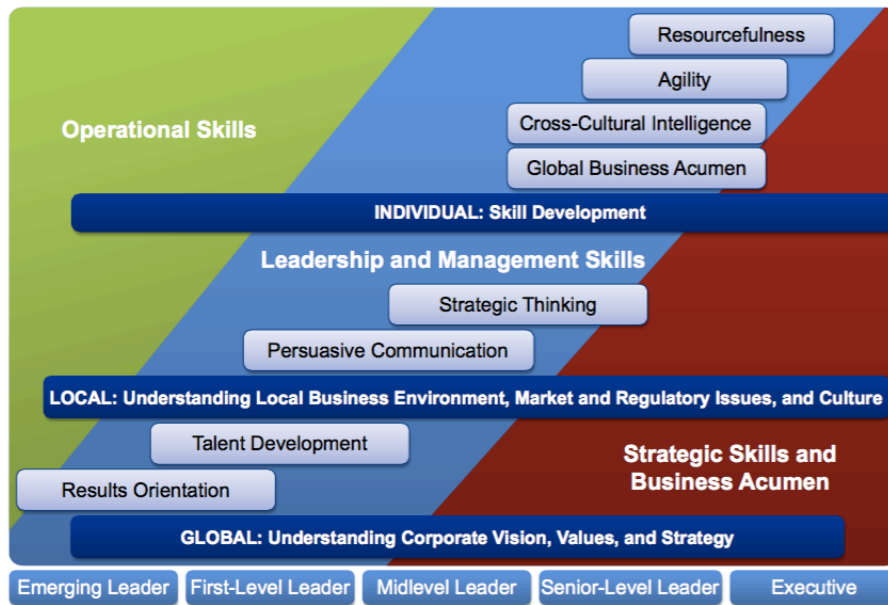 Resourcefulness
Agility
Operational Skills
Cross-Cultural Intelligence
Global Business Acumen
INDIVIDUAL: Skill Development
Leadership and Management Skills
Strategic Thinking
Persuasive Communication
LOCAL: Understanding Local Business Environment, Market and Regulatory Issues, and Culture
Talent Development
Strategic Skills and
Business Acumen
Results Orientation
GLOBAL: Understanding Corporate Vision, Values, and Strategy
Emerging Leader
First-Level Leader
Midlevel Leader
Senior-Level Leader
Executive